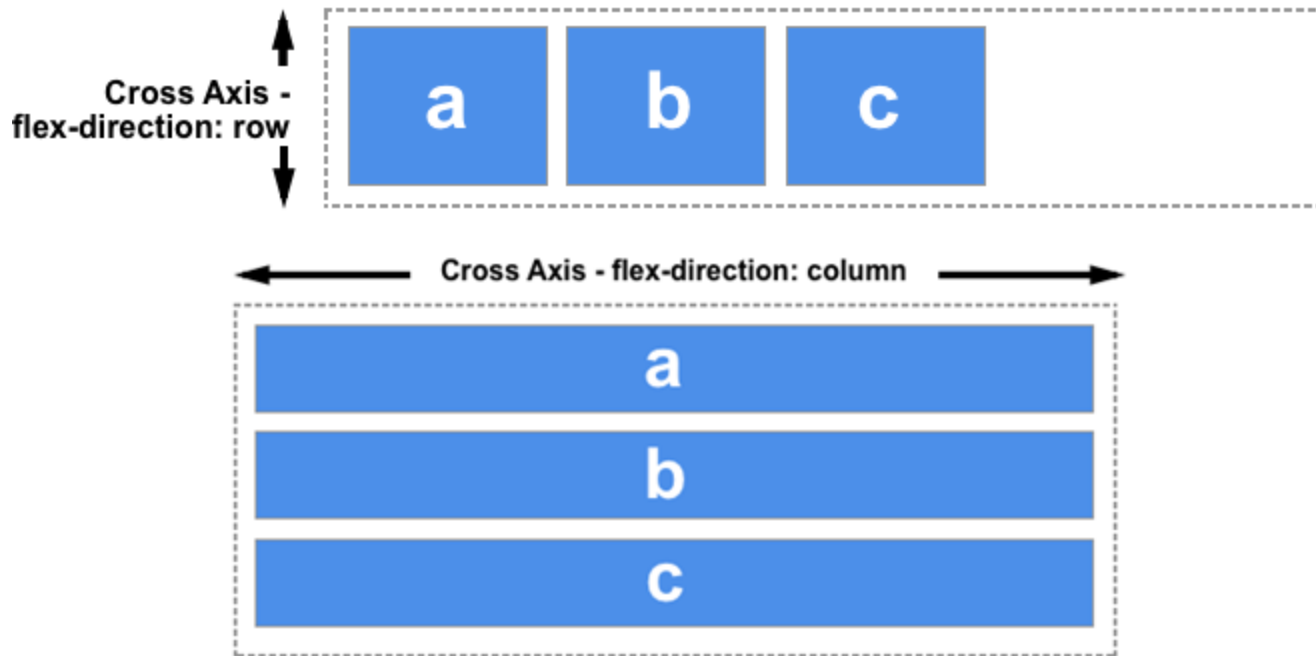 Cross Axis -
flex-direction: row
a b c
Cross Axis - flex-direction: column
a
b
c